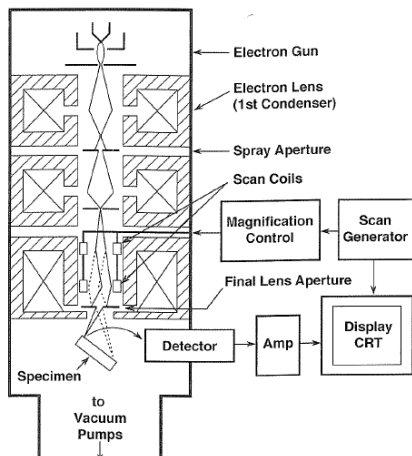 Electron Gun
Electron Lens
(1st Condenser)
Spray Aperture
Scan Coils
Magnification
Control
Scan
Generator
Final Lens Aperture
Detector
Amp
Display
CRT
Specimen
to
Vacuum
Pumps